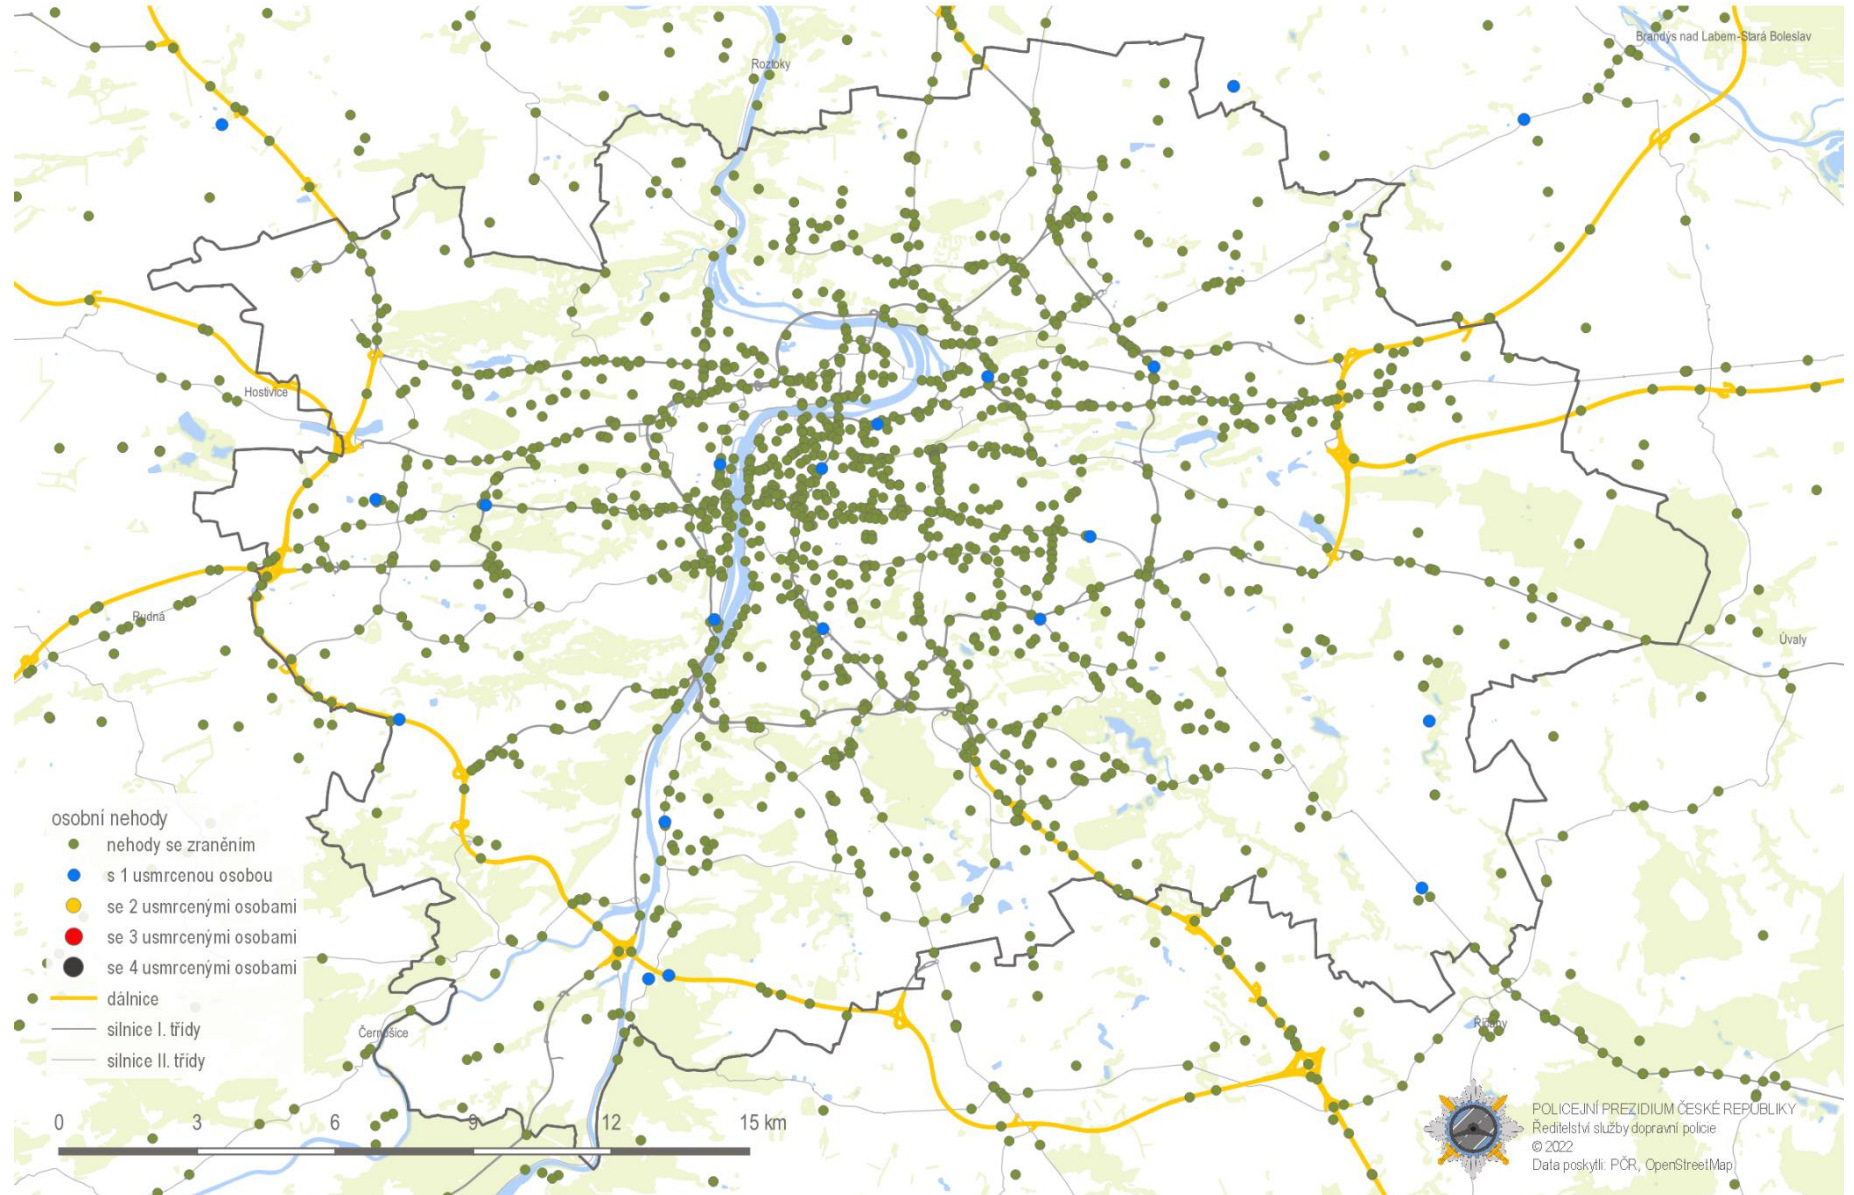 Brandýs nad Labem-Stará Boleslav
Roztoky
Hostivice
Rudná
Úvaly
osobní nehody
nehody se zraněním
s 1 usmrcenou osobou
se 2 usmrcenými osobami
se 3 usmrcenými osobami
se 4 usmrcenými osobami
dálnice
silnice I. třídy
silnice II. třídy
Černošice
Říčany
0 3 6 9 12 15 km
POLICEJNÍ PREZIDIUM ČESKÉ REPUBLIKY
Ředitelství služby dopravní policie
© 2022
Data poskytli: PČR, OpenStreetMap